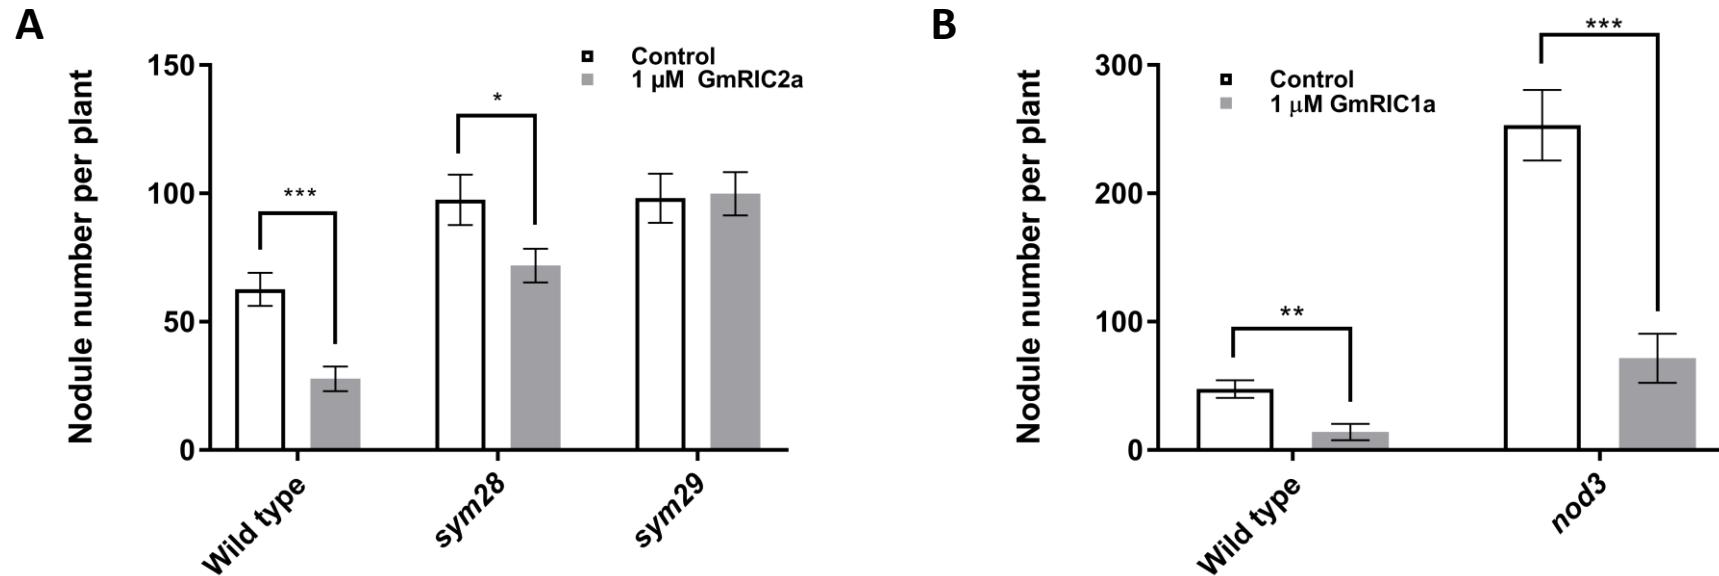 A
Nodule number per plant
150
100
50
0
Control
1 µM GmRIC2a
***
*
Wild type
sym28
sym29
B
Nodule number per plant
300
200
100
0
Control
1 µM GmRIC1a
**
***
Wild type
nod3